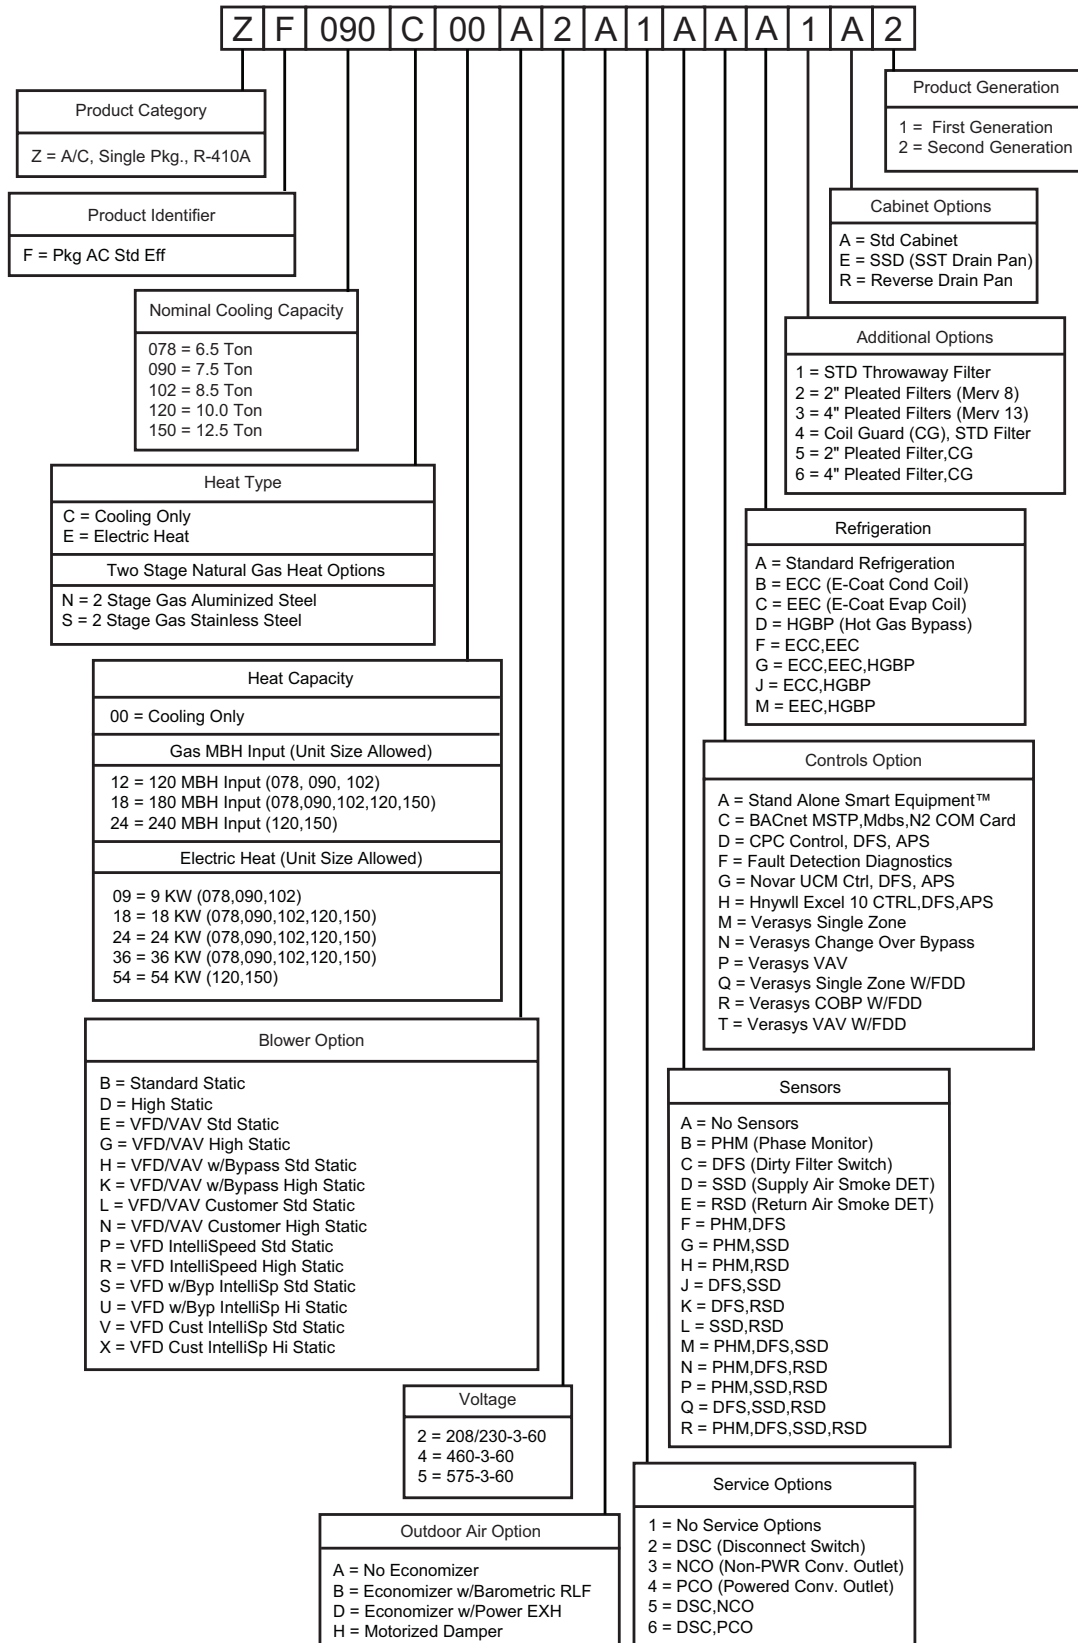 Z F 090 C 00 A 2 A 1 A A A 1 A 2
Product Category
Z = A/C, Single Pkg., R-410A
Product Identifier
F = Pkg AC Std Eff
Nominal Cooling Capacity
078 = 6.5 Ton
090 = 7.5 Ton
102 = 8.5 Ton
120 = 10.0 Ton
150 = 12.5 Ton
Heat Type
C = Cooling Only
E = Electric Heat
Two Stage Natural Gas Heat Options
N = 2 Stage Gas Aluminized Steel
S = 2 Stage Gas Stainless Steel
Heat Capacity
00 = Cooling Only
Gas MBH Input (Unit Size Allowed)
12 = 120 MBH Input (078, 090, 102)
18 = 180 MBH Input (078,090,102,120,150)
24 = 240 MBH Input (120,150)
Electric Heat (Unit Size Allowed)
09 = 9 KW (078,090,102)
18 = 18 KW (078,090,102,120,150)
24 = 24 KW (078,090,102,120,150)
36 = 36 KW (078,090,102,120,150)
54 = 54 KW (120,150)
Blower Option
B = Standard Static
D = High Static
E = VFD/VAV Std Static
G = VFD/VAV High Static
H = VFD/VAV w/Bypass Std Static
K = VFD/VAV w/Bypass High Static
L = VFD/VAV Customer Std Static
N = VFD/VAV Customer High Static
P = VFD IntelliSpeed Std Static
R = VFD IntelliSpeed High Static
S = VFD w/Byp IntelliSp Std Static
U = VFD w/Byp IntelliSp Hi Static
V = VFD Cust IntelliSp Std Static
X = VFD Cust IntelliSp Hi Static
Voltage
2 = 208/230-3-60
4 = 460-3-60
5 = 575-3-60
Outdoor Air Option
A = No Economizer
B = Economizer w/Barometric RLF
D = Economizer w/Power EXH
H = Motorized Damper
Product Generation
1 = First Generation
2 = Second Generation
Cabinet Options
A = Std Cabinet
E = SSD (SST Drain Pan)
R = Reverse Drain Pan
Additional Options
1 = STD Throwaway Filter
2 = 2" Pleated Filters (Merv 8)
3 = 4" Pleated Filters (Merv 13)
4 = Coil Guard (CG), STD Filter
5 = 2" Pleated Filter,CG
6 = 4" Pleated Filter,CG
Refrigeration
A = Standard Refrigeration
B = ECC (E-Coat Cond Coil)
C = EEC (E-Coat Evap Coil)
D = HGBP (Hot Gas Bypass)
F = ECC,EEC
G = ECC,EEC,HGBP
J = ECC,HGBP
M = EEC,HGBP
Controls Option
A = Stand Alone Smart Equipment™
C = BACnet MSTP,Mdbs,N2 COM Card
D = CPC Control, DFS, APS
F = Fault Detection Diagnostics
G = Novar UCM Ctrl, DFS, APS
H = Hnywll Excel 10 CTRL,DFS,APS
M = Verasys Single Zone
N = Verasys Change Over Bypass
P = Verasys VAV
Q = Verasys Single Zone W/FDD
R = Verasys COBP W/FDD
T = Verasys VAV W/FDD
Sensors
A = No Sensors
B = PHM (Phase Monitor)
C = DFS (Dirty Filter Switch)
D = SSD (Supply Air Smoke DET)
E = RSD (Return Air Smoke DET)
F = PHM,DFS
G = PHM,SSD
H = PHM,RSD
J = DFS,SSD
K = DFS,RSD
L = SSD,RSD
M = PHM,DFS,SSD
N = PHM,DFS,RSD
P = PHM,SSD,RSD
Q = DFS,SSD,RSD
R = PHM,DFS,SSD,RSD
Service Options
1 = No Service Options
2 = DSC (Disconnect Switch)
3 = NCO (Non-PWR Conv. Outlet)
4 = PCO (Powered Conv. Outlet)
5 = DSC,NCO
6 = DSC,PCO